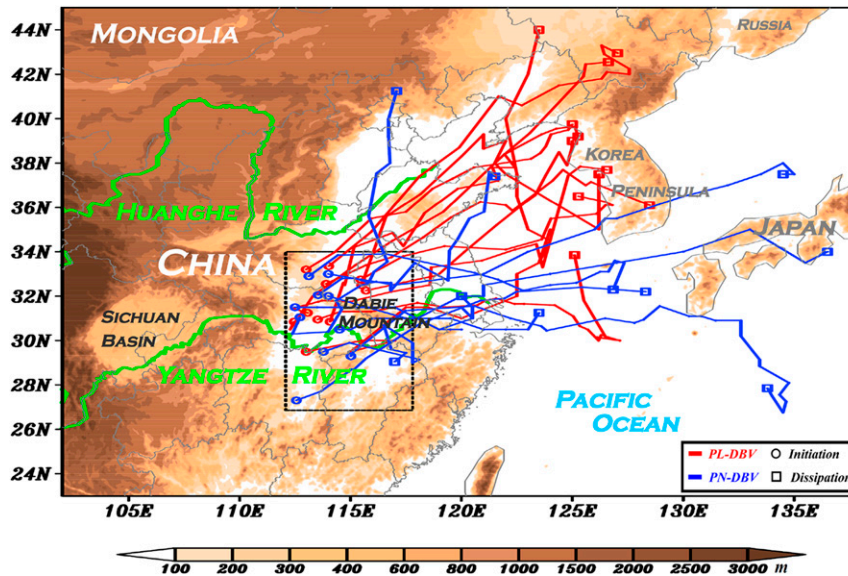 44N
42N
40N
38N
36N
34N
32N
30N
28N
26N
24N
MONGOLIA
RUSSIA
KOREA
PENINSULA
HUANGHE RIVER
JAPAN
CHINA
SICHUAN
BASIN
DABIE
MOUNTAIN
YANGTZE RIVER
PACIFIC
OCEAN
PL-DBV Initiation
PN-DBV Dissipation
105E 110E 115E 120E 125E 130E 135E
100 200 300 400 800 1000 1500 2000 2500 3000 m